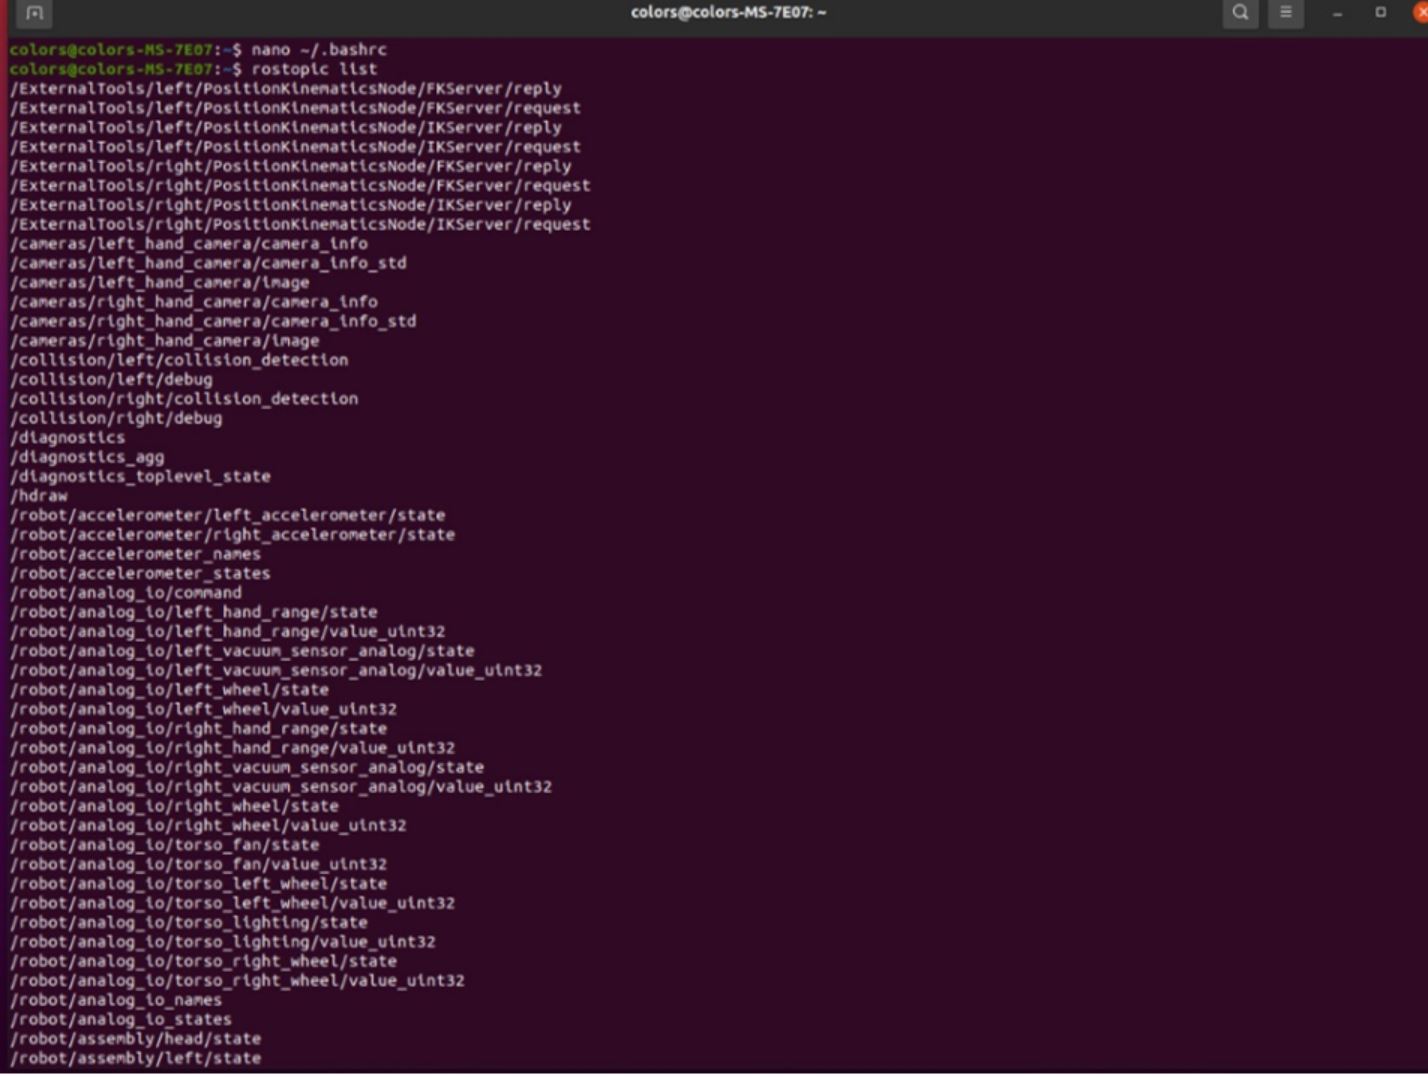 colors@colors-MS-7E07: ~
colors@colors-MS-7E07:~$ nano ~/.bashrc
colors@colors-MS-7E07:~$ rostopic list
/ExternalTools/left/PositionKinematicsNode/FKServer/reply
/ExternalTools/left/PositionKinematicsNode/FKServer/request
/ExternalTools/left/PositionKinematicsNode/IKServer/reply
/ExternalTools/left/PositionKinematicsNode/IKServer/request
/ExternalTools/right/PositionKinematicsNode/FKServer/reply
/ExternalTools/right/PositionKinematicsNode/FKServer/request
/ExternalTools/right/PositionKinematicsNode/IKServer/reply
/ExternalTools/right/PositionKinematicsNode/IKServer/request
/cameras/left_hand_camera/camera_info
/cameras/left_hand_camera/camera_info_std
/cameras/left_hand_camera/image
/cameras/right_hand_camera/camera_info
/cameras/right_hand_camera/camera_info_std
/cameras/right_hand_camera/image
/collision/left/collision_detection
/collision/left/debug
/collision/right/collision_detection
/collision/right/debug
/diagnostics
/diagnostics_agg
/diagnostics_toplevel_state
/hdraw
/robot/accelerometer/left_accelerometer/state
/robot/accelerometer/right_accelerometer/state
/robot/accelerometer_names
/robot/accelerometer_states
/robot/analog_io/command
/robot/analog_io/left_hand_range/state
/robot/analog_io/left_hand_range/value_uint32
/robot/analog_io/left_vacuum_sensor_analog/state
/robot/analog_io/left_vacuum_sensor_analog/value_uint32
/robot/analog_io/left_wheel/state
/robot/analog_io/left_wheel/value_uint32
/robot/analog_io/right_hand_range/state
/robot/analog_io/right_hand_range/value_uint32
/robot/analog_io/right_vacuum_sensor_analog/state
/robot/analog_io/right_vacuum_sensor_analog/value_uint32
/robot/analog_io/right_wheel/state
/robot/analog_io/right_wheel/value_uint32
/robot/analog_io/torso_fan/state
/robot/analog_io/torso_fan/value_uint32
/robot/analog_io/torso_left_wheel/state
/robot/analog_io/torso_left_wheel/value_uint32
/robot/analog_io/torso_lighting/state
/robot/analog_io/torso_lighting/value_uint32
/robot/analog_io/torso_right_wheel/state
/robot/analog_io/torso_right_wheel/value_uint32
/robot/analog_io_names
/robot/analog_io_states
/robot/assembly/head/state
/robot/assembly/left/state